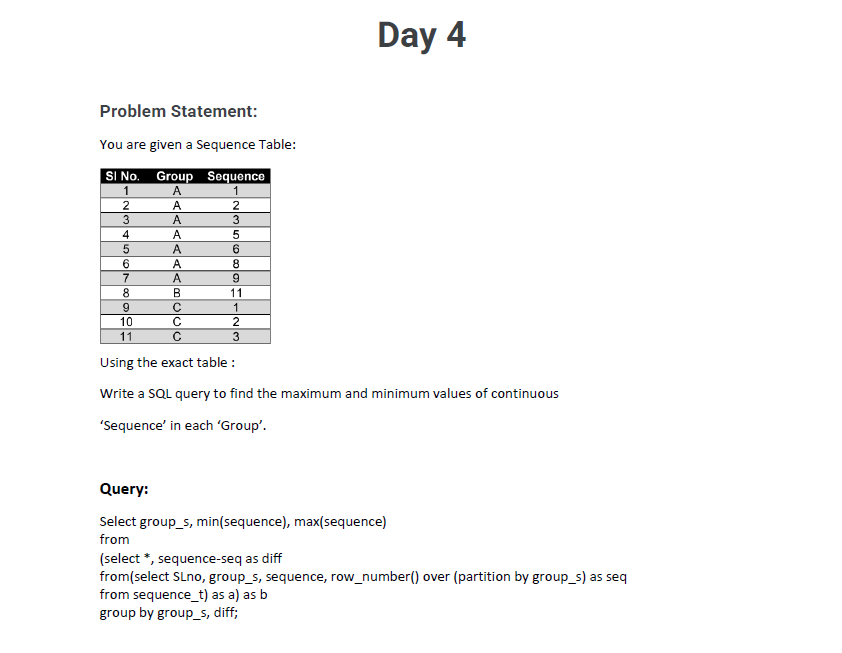 Day 4
Problem Statement:
You are given a Sequence Table:
Sl No. Group Sequence
1 A 1
2 A 2
3 A 3
4 A 5
5 A 6
6 A 8
7 A 9
8 B 11
9 C 1
10 C 2
11 C 3
Using the exact table :
Write a SQL query to find the maximum and minimum values of continuous
‘Sequence’ in each ‘Group’.
Query:
Select group_s, min(sequence), max(sequence)
from
(select *, sequence-seq as diff
from(select SLno, group_s, sequence, row_number() over (partition by group_s) as seq
from sequence_t) as a) as b
group by group_s, diff;